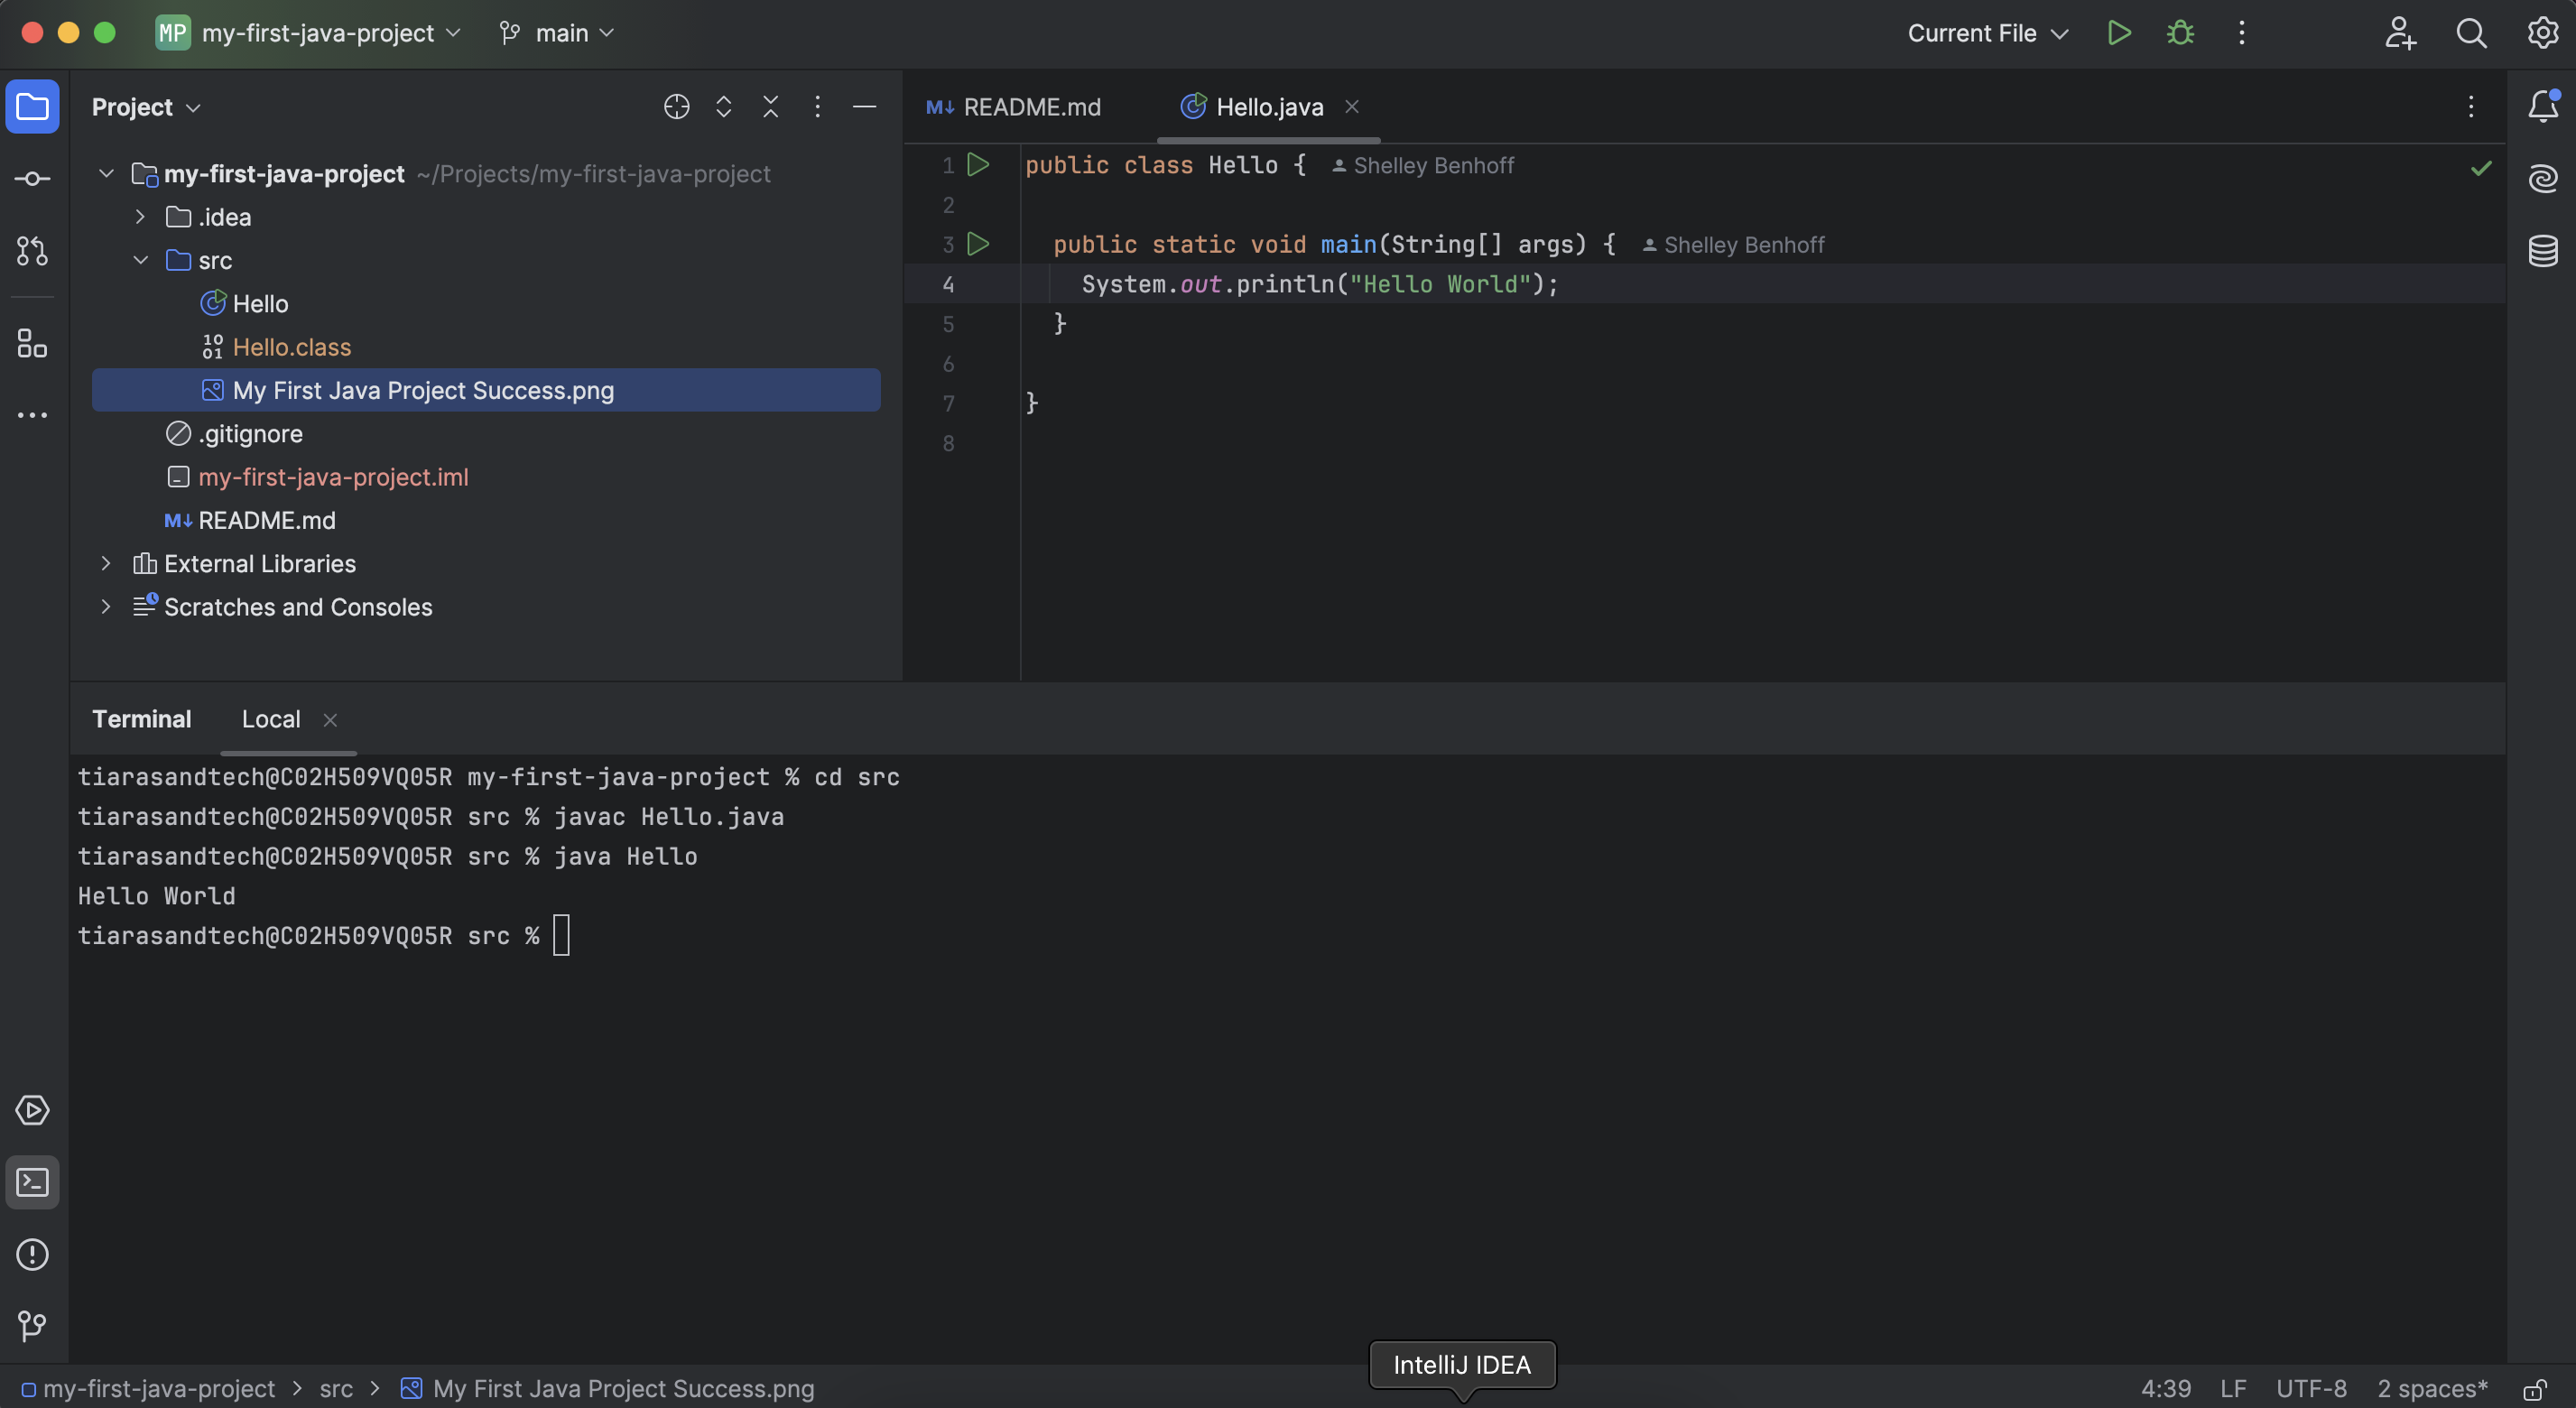 MP my-first-java-project main Current File
Project
my-first-java-project ~/Projects/my-first-java-project
.idea
src
Hello
Hello.class
My First Java Project Success.png
.gitignore
my-first-java-project.iml
M↓ README.md
External Libraries
Scratches and Consoles
M↓ README.md Hello.java
1 public class Hello { Shelley Benhoff
2
3 public static void main(String[] args) { Shelley Benhoff
4 System.out.println("Hello World");
5 }
6
7 }
8
Terminal Local
tiarasandtech@C02H509VQ05R my-first-java-project % cd src
tiarasandtech@C02H509VQ05R src % javac Hello.java
tiarasandtech@C02H509VQ05R src % java Hello
Hello World
tiarasandtech@C02H509VQ05R src %
IntelliJ IDEA
my-first-java-project > src > My First Java Project Success.png 4:39 LF UTF-8 2 spaces*